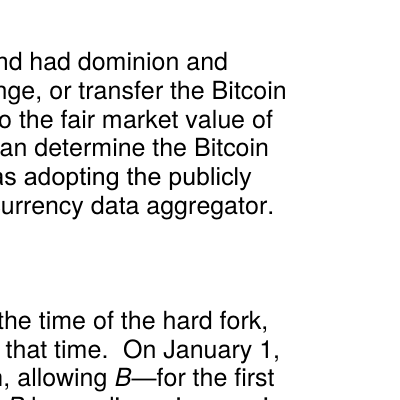 nd had dominion and
nge, or transfer the Bitcoin
o the fair market value of
an determine the Bitcoin
as adopting the publicly
urrency data aggregator.
the time of the hard fork,
that time. On January 1,
, allowing B—for the first